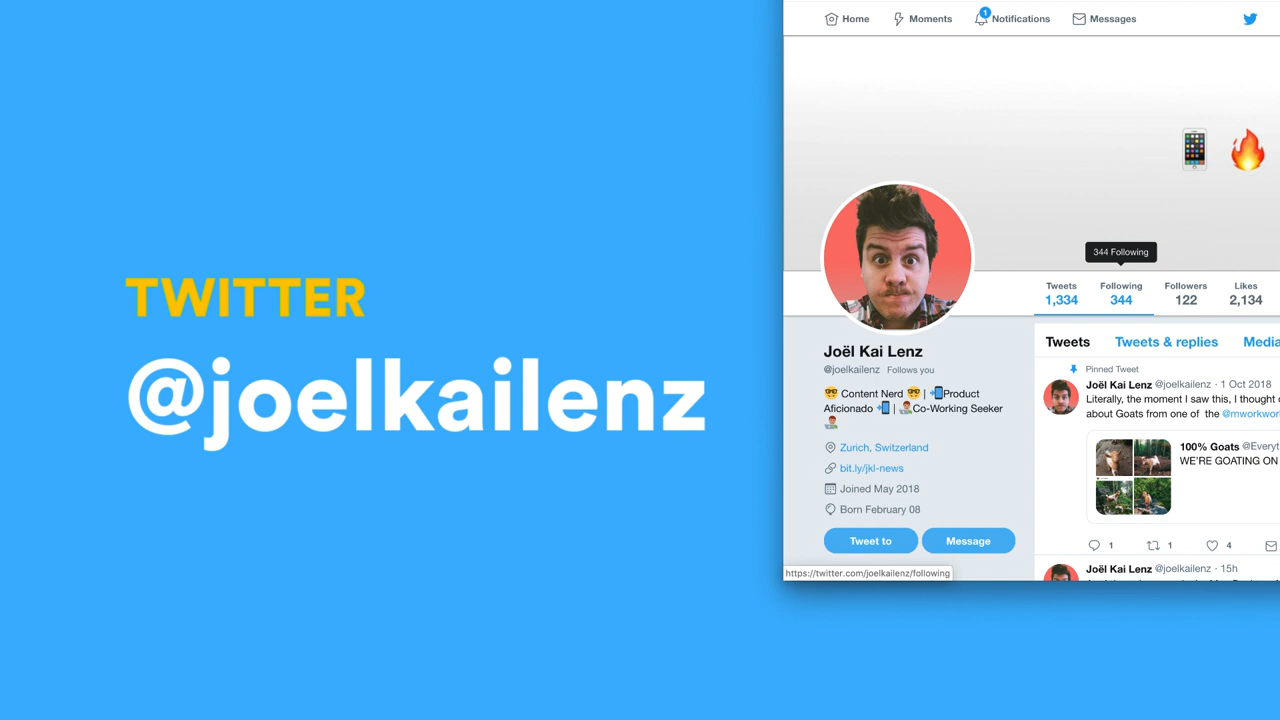 Home Moments 1 Notifications Messages
TWITTER
@joelkailenz
344 Following
Tweets Following Followers Likes
1,334 344 122 2,134
Joël Kai Lenz
@joelkailenz Follows you
🤓 Content Nerd 🤓 | 📲Product
Aficionado 📲 | 👨🏼‍💻Co-Working Seeker
Zurich, Switzerland
bit.ly/jkl-news
Joined May 2018
Born February 08
Tweet to Message
https://twitter.com/joelkailenz/following
Tweets Tweets & replies Media
Pinned Tweet
Joël Kai Lenz @joelkailenz · 1 Oct 2018
Literally, the moment I saw this, I thought
about Goats from one of the @mworkwor
100% Goats @Everyt
WE'RE GOATING ON
1 1 4
Joël Kai Lenz @joelkailenz · 15h